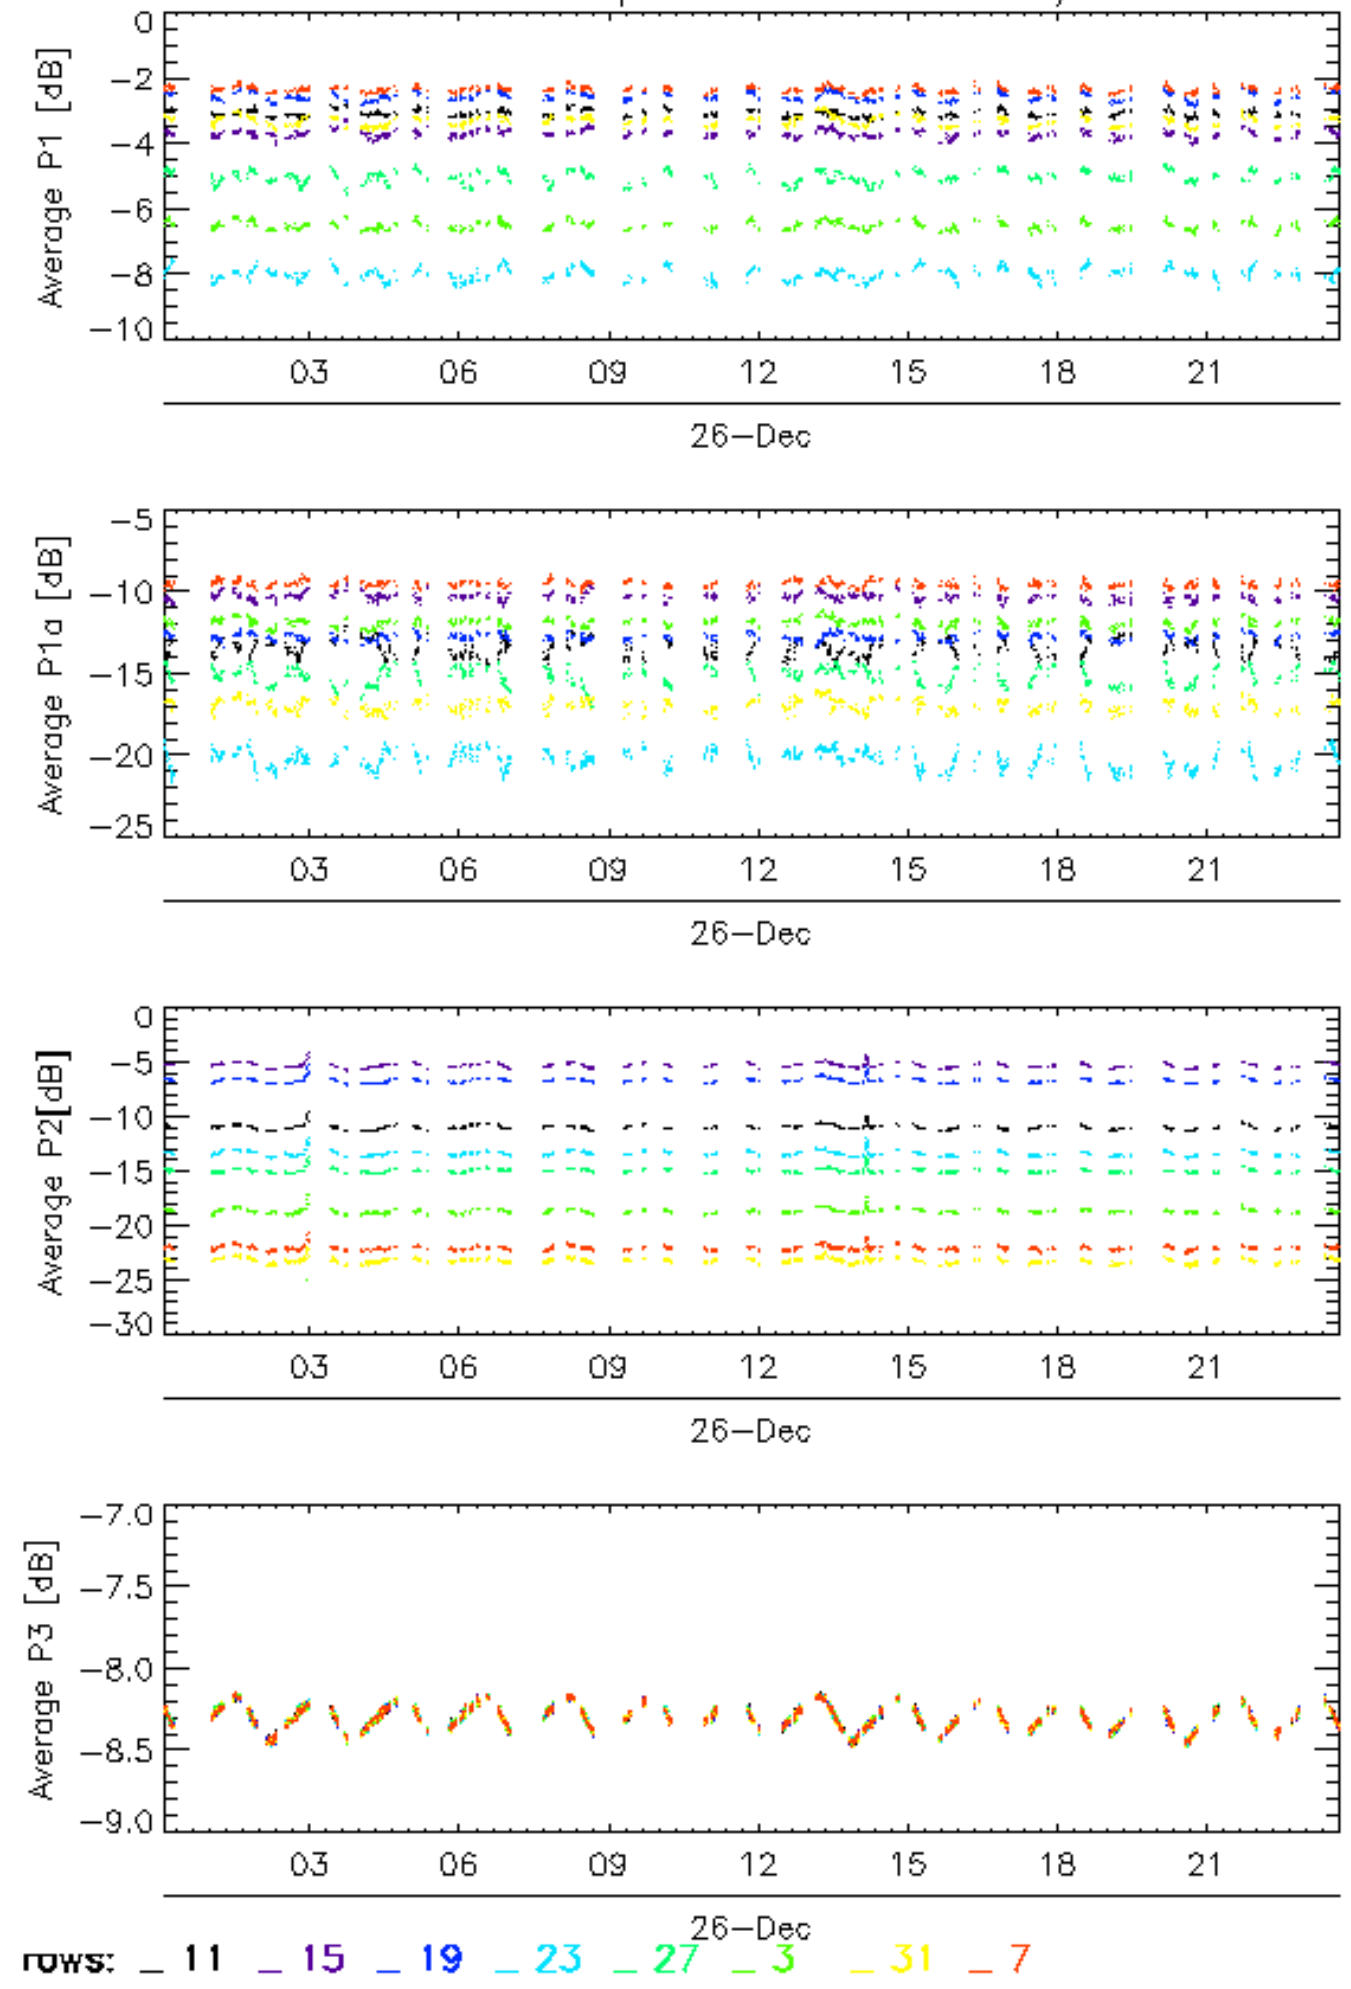 0
−2
−4
−6
−8
−10
Average P1 [dB]
03 06 09 12 15 18 21
26−Dec
−5
−10
−15
−20
−25
Average P1a [dB]
03 06 09 12 15 18 21
26−Dec
0
−5
−10
−15
−20
−25
−30
Average P2[dB]
03 06 09 12 15 18 21
26−Dec
−7.0
−7.5
−8.0
−8.5
−9.0
Average P3 [dB]
03 06 09 12 15 18 21
26−Dec
rows: _ 11 _ 15 _ 19 _ 23 _ 27 _ 3 _ 31 _ 7